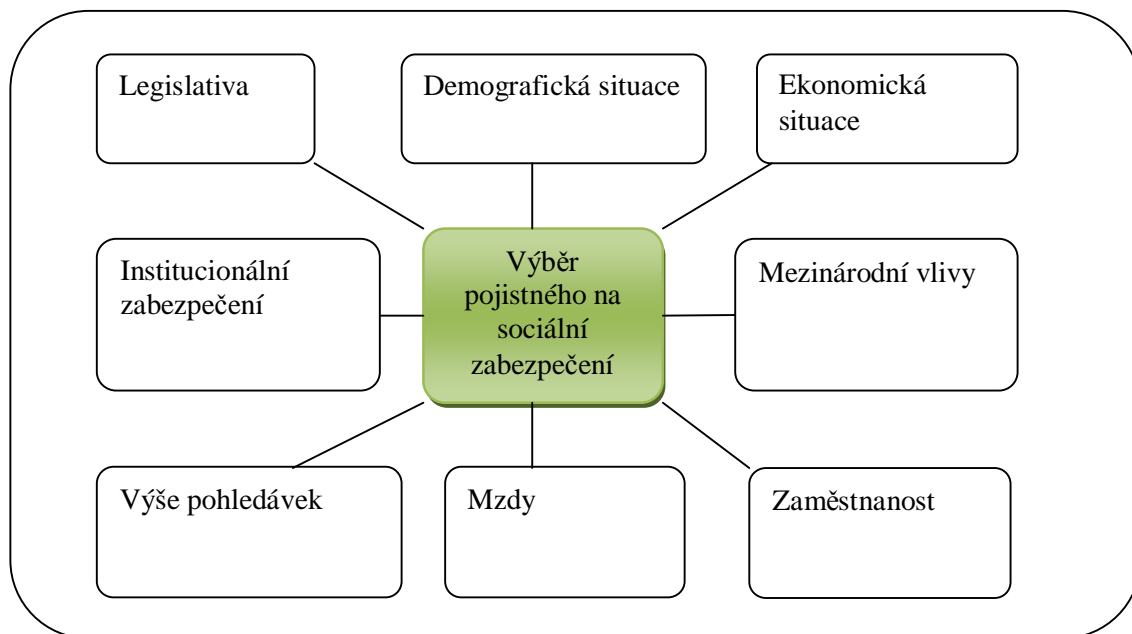 Legislativa
Demografická situace
Ekonomická
situace
Institucionální
zabezpečení
Výběr
pojistného na
sociální
zabezpečení
Mezinárodní vlivy
Výše pohledávek
Mzdy
Zaměstnanost